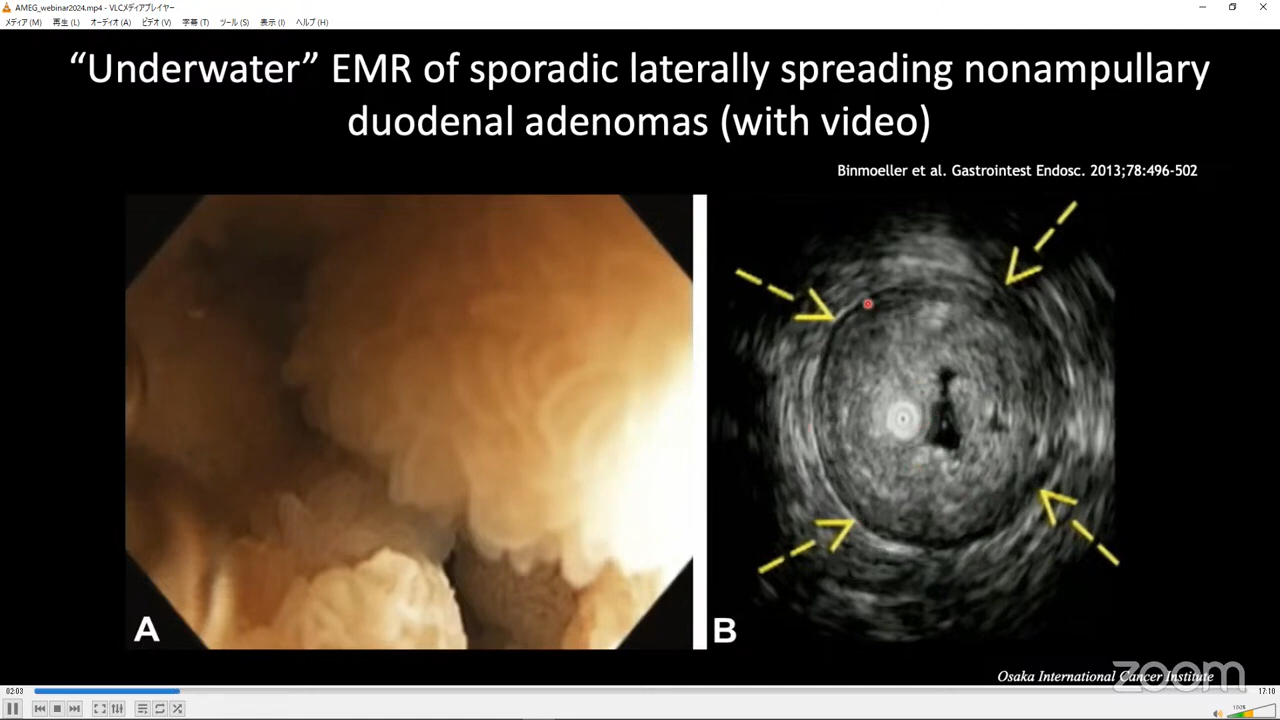 AMEG_webinar2024.mp4 - VLCメディアプレイヤー
メディア (M) 再生 (L) オーディオ (A) ビデオ (V) 字幕 (T) ツール (S) 表示 (I) ヘルプ (H)
“Underwater” EMR of sporadic laterally spreading nonampullary
duodenal adenomas (with video)
Binmoeller et al. Gastrointest Endosc. 2013;78:496-502
A
B
Osaka International Cancer Institute
zoom
02:03
17:10
100%